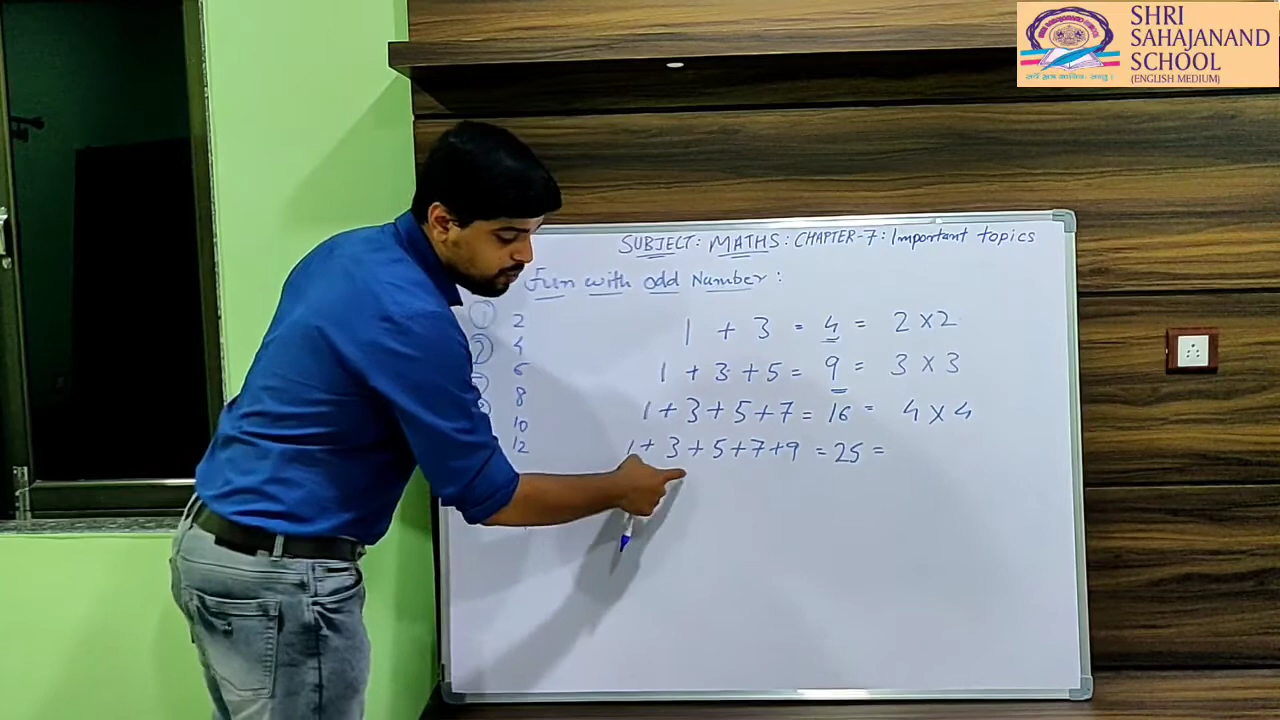 SHRI
SAHAJANAND
SCHOOL
(ENGLISH MEDIUM)
SUBJECT: MATHS: CHAPTER-7: Important topics
Fun with odd Number:
1 2
4
6
8
10
12
1 + 3 = 4 = 2 × 2
1 + 3 + 5 = 9 = 3 × 3
1 + 3 + 5 + 7 = 16 = 4 × 4
1 + 3 + 5 + 7 + 9 = 25 =